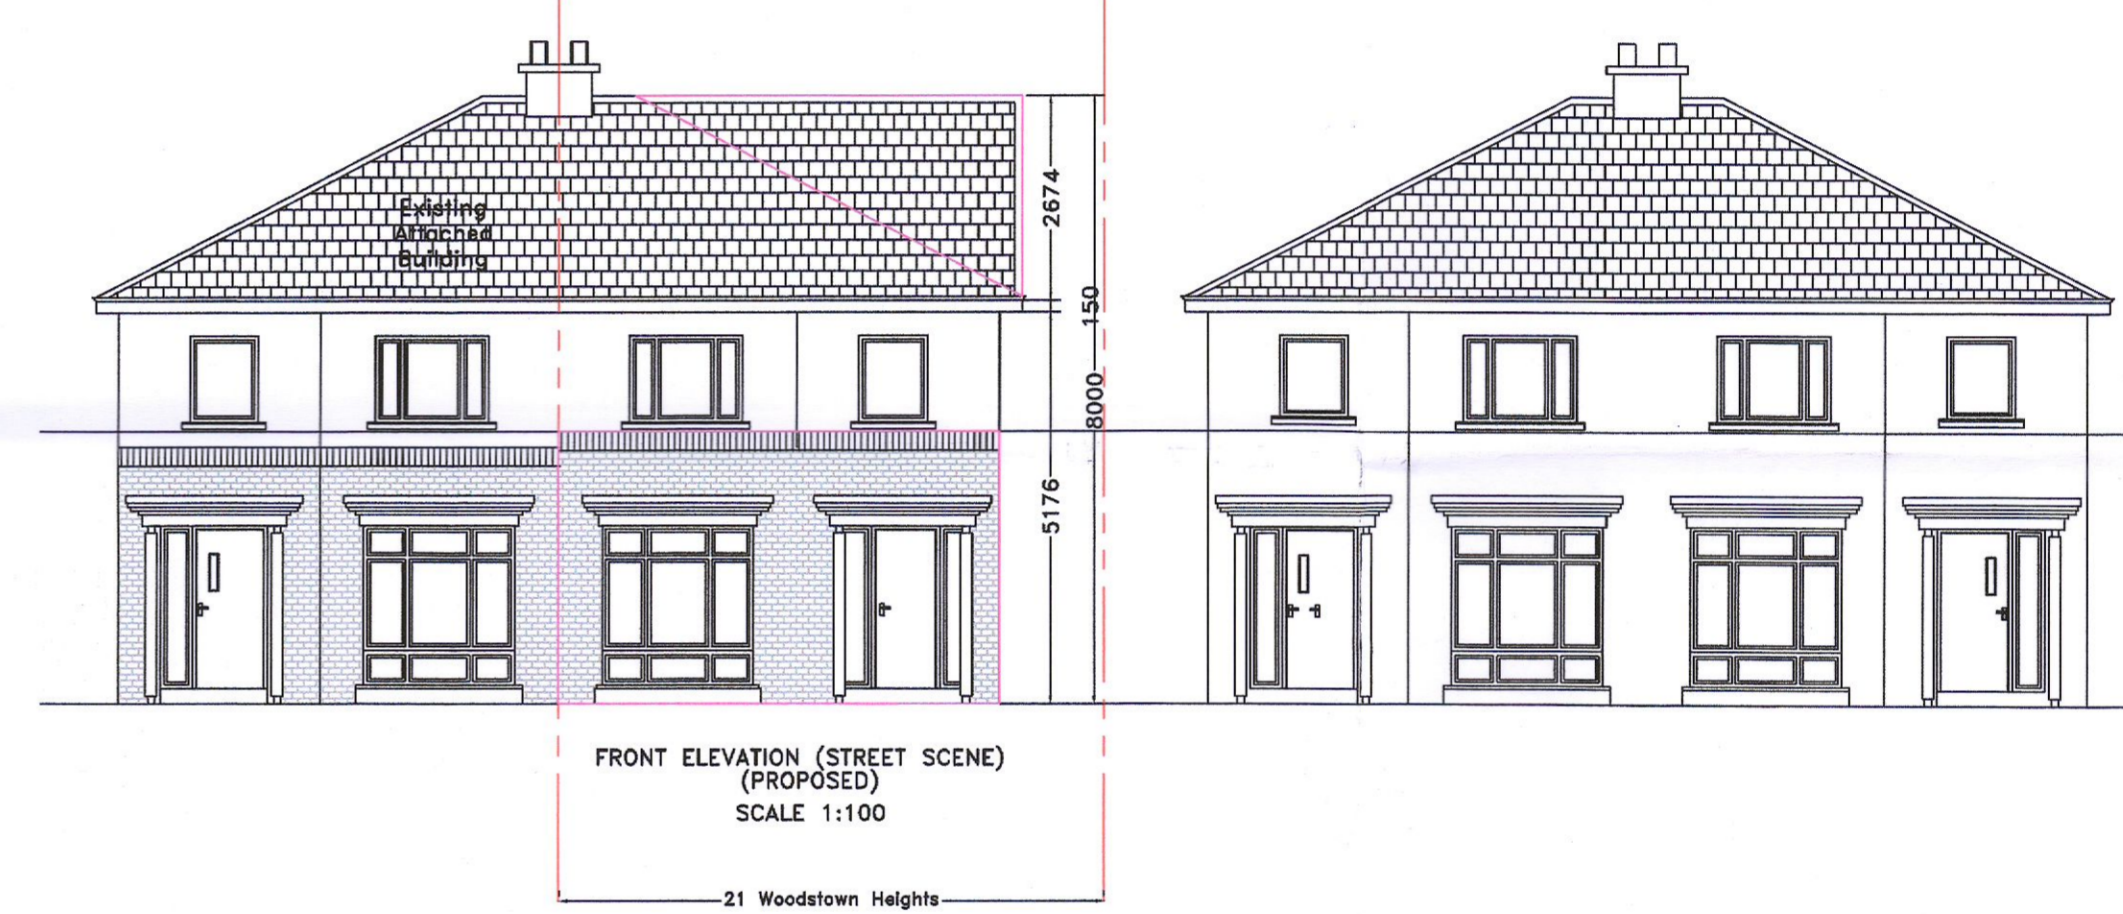 Existing
Attached
Building
2674
150
8000
5176
FRONT ELEVATION (STREET SCENE)
(PROPOSED)
SCALE 1:100
21 Woodstown Heights